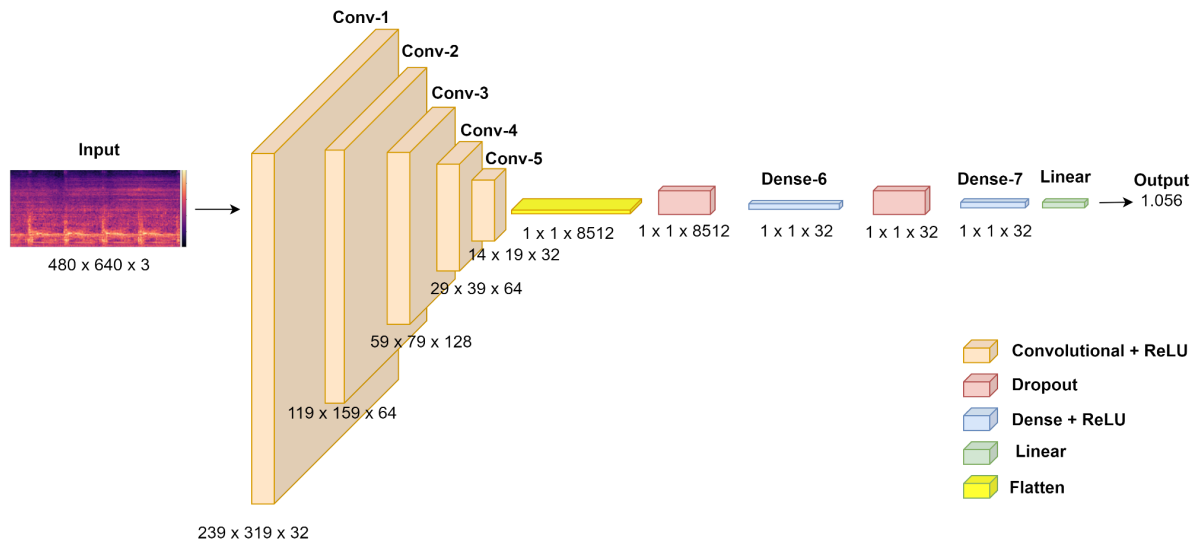 Conv-1
Conv-2
Conv-3
Conv-4
Conv-5
Input
480 x 640 x 3
239 x 319 x 32
119 x 159 x 64
59 x 79 x 128
29 x 39 x 64
14 x 19 x 32
1 x 1 x 8512
1 x 1 x 8512
Dense-6
1 x 1 x 32
1 x 1 x 32
Dense-7
1 x 1 x 32
Linear
Output
1.056
Convolutional + ReLU
Dropout
Dense + ReLU
Linear
Flatten